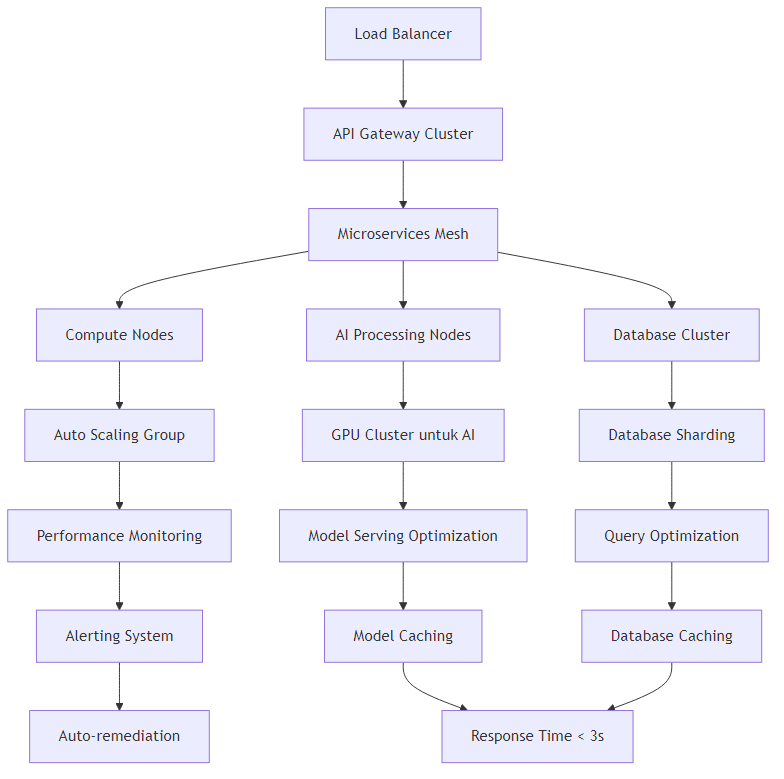 Load Balancer
API Gateway Cluster
Microservices Mesh
Compute Nodes
AI Processing Nodes
Database Cluster
Auto Scaling Group
GPU Cluster untuk AI
Database Sharding
Performance Monitoring
Model Serving Optimization
Query Optimization
Alerting System
Model Caching
Database Caching
Auto-remediation
Response Time < 3s